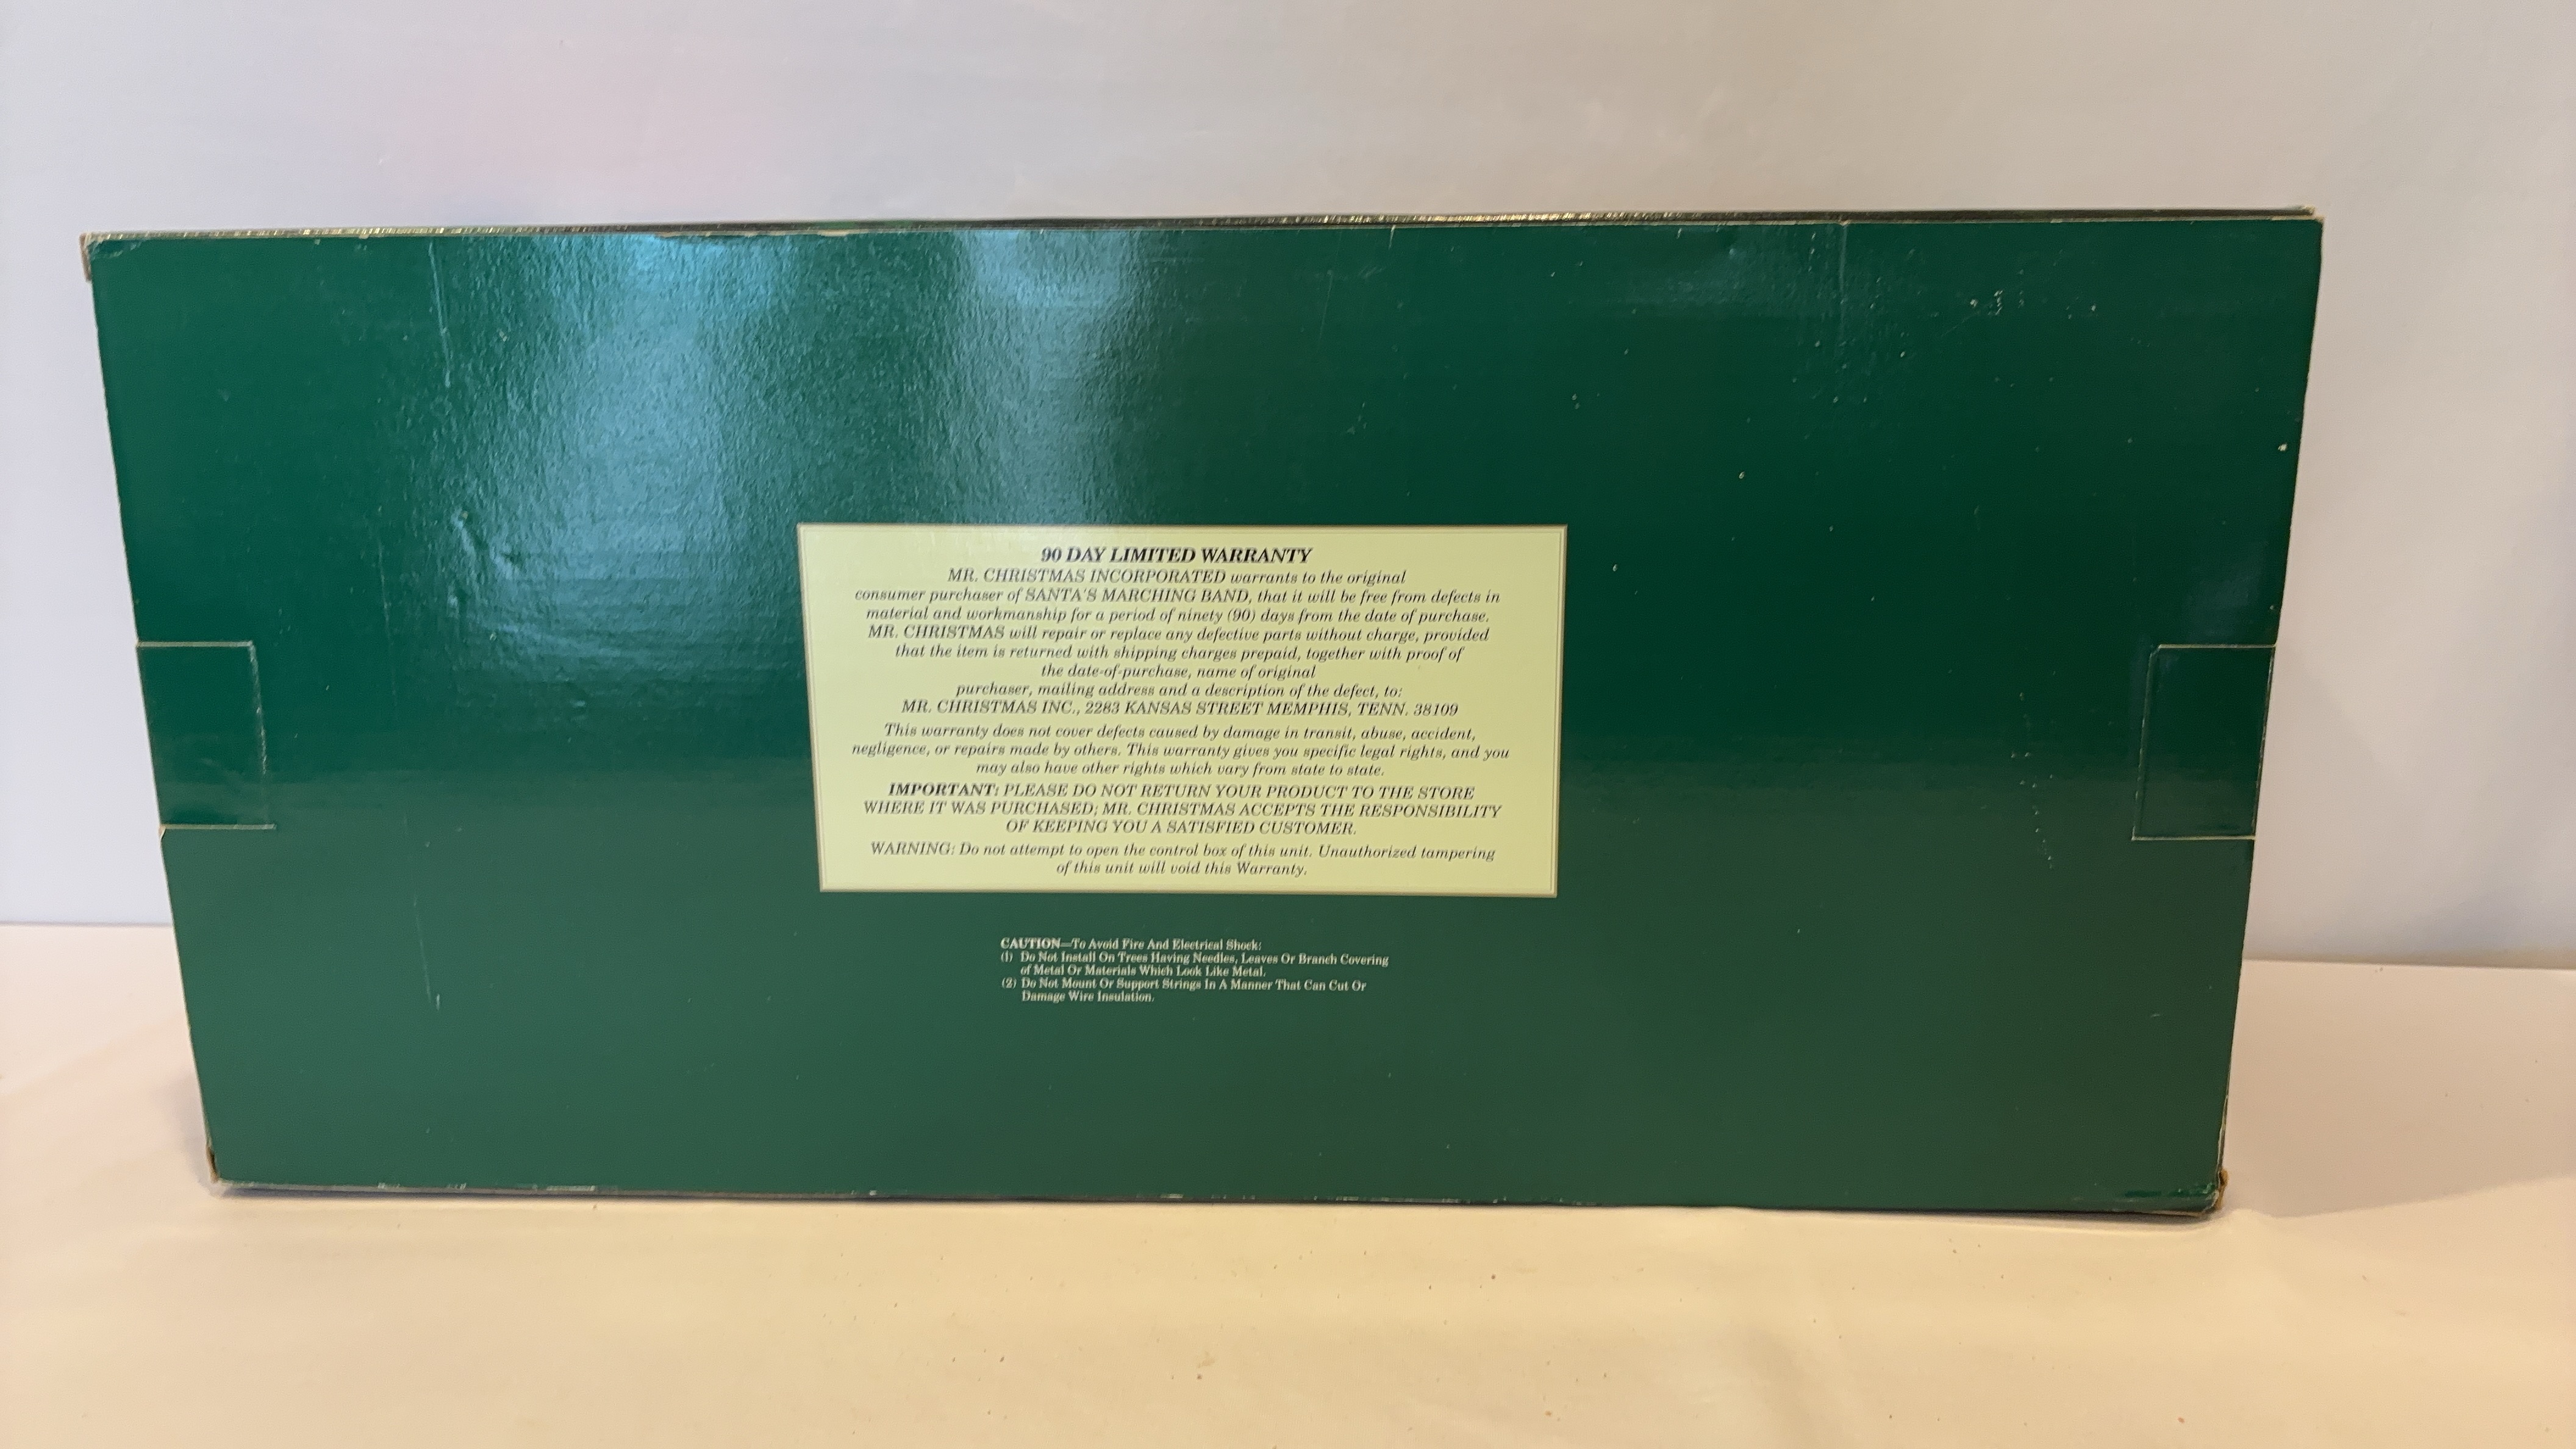 90 DAY LIMITED WARRANTY
MR. CHRISTMAS INCORPORATED warrants to the original
consumer purchaser of SANTA'S MARCHING BAND, that it will be free from defects in
material and workmanship for a period of ninety (90) days from the date of purchase.
MR. CHRISTMAS will repair or replace any defective parts without charge, provided
that the item is returned with shipping charges prepaid, together with proof of
the date-of-purchase, name of original
purchaser, mailing address and a description of the defect, to:
MR. CHRISTMAS INC., 2283 KANSAS STREET MEMPHIS, TENN. 38109
This warranty does not cover defects caused by damage in transit, abuse, accident,
negligence, or repairs made by others. This warranty gives you specific legal rights, and you
may also have other rights which vary from state to state.
IMPORTANT: PLEASE DO NOT RETURN YOUR PRODUCT TO THE STORE
WHERE IT WAS PURCHASED; MR. CHRISTMAS ACCEPTS THE RESPONSIBILITY
OF KEEPING YOU A SATISFIED CUSTOMER.
WARNING: Do not attempt to open the control box of this unit. Unauthorized tampering
of this unit will void this Warranty.
CAUTION—To Avoid Fire And Electrical Shock:
(1) Do Not Install On Trees Having Needles, Leaves Or Branch Covering
of Metal Or Materials Which Look Like Metal.
(2) Do Not Mount Or Support Strings In A Manner That Can Cut Or
Damage Wire Insulation.